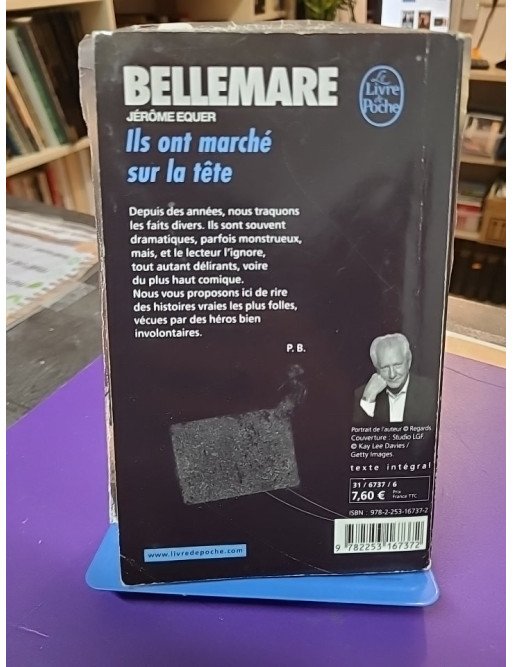 BELLEMARE
JÉRÔME EQUER
Ils ont marché
sur la tête
Le
Livre
de
Poche
Depuis des années, nous traquons
les faits divers. Ils sont souvent
dramatiques, parfois monstrueux,
mais, et le lecteur l'ignore,
tout autant délirants, voire
du plus haut comique.
Nous vous proposons ici de rire
des histoires vraies les plus folles,
vécues par des héros bien
involontaires.
P. B.
Portrait de l'auteur © Regards
Couverture : Studio LGF
© Kay Lee Davies /
Getty Images.
texte intégral
31 / 6737 / 6
7,60 € Prix
France TTC
ISBN : 978-2-253-16737-2
9 782253 167372
www.livredepoche.com